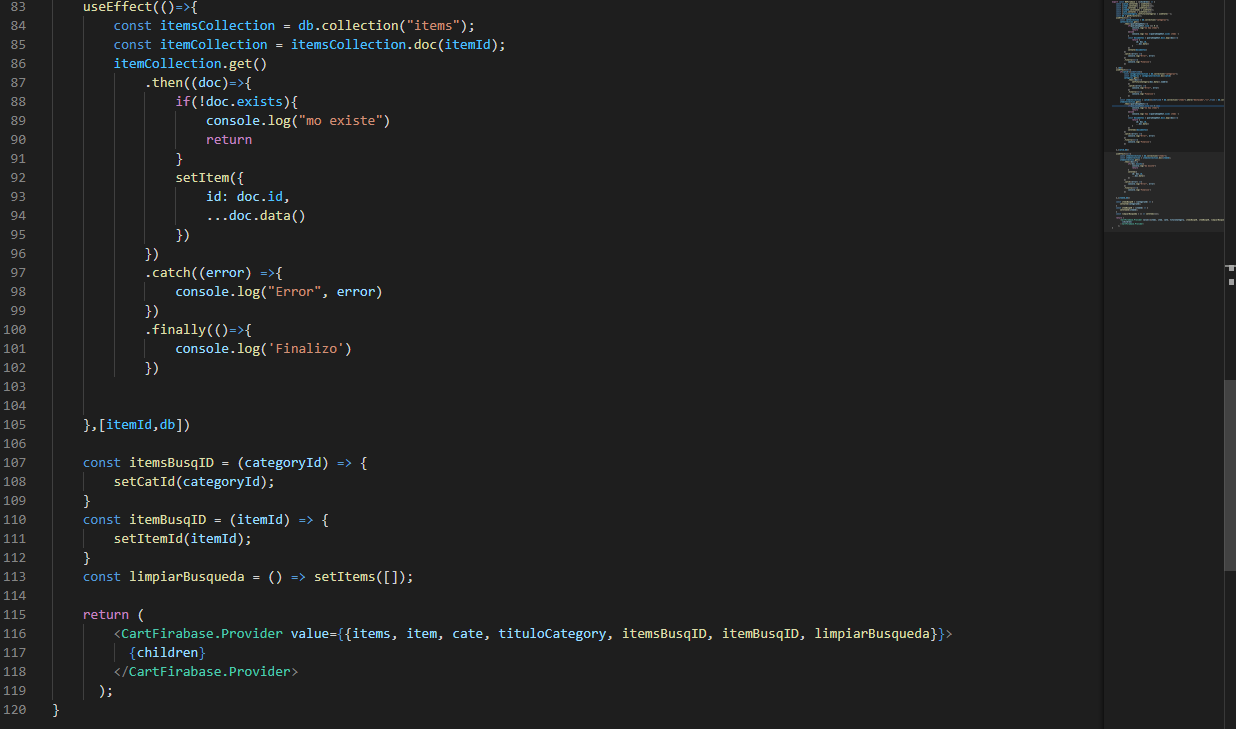 83 useEffect(()=>{
84 const itemsCollection = db.collection("items");
85 const itemCollection = itemsCollection.doc(itemId);
86 itemCollection.get()
87 .then((doc)=>{
88 if(!doc.exists){
89 console.log("mo existe")
90 return
91 }
92 setItem({
93 id: doc.id,
94 ...doc.data()
95 })
96 })
97 .catch((error) =>{
98 console.log("Error", error)
99 })
100 .finally(()=>{
101 console.log('Finalizo')
102 })
103
104
105 },[itemId,db])
106
107 const itemsBusqID = (categoryId) => {
108 setCatId(categoryId);
109 }
110 const itemBusqID = (itemId) => {
111 setItemId(itemId);
112 }
113 const limpiarBusqueda = () => setItems([]);
114
115 return (
116 <CartFirabase.Provider value={{items, item, cate, tituloCategory, itemsBusqID, itemBusqID, limpiarBusqueda}}>
117 {children}
118 </CartFirabase.Provider>
119 );
120 }